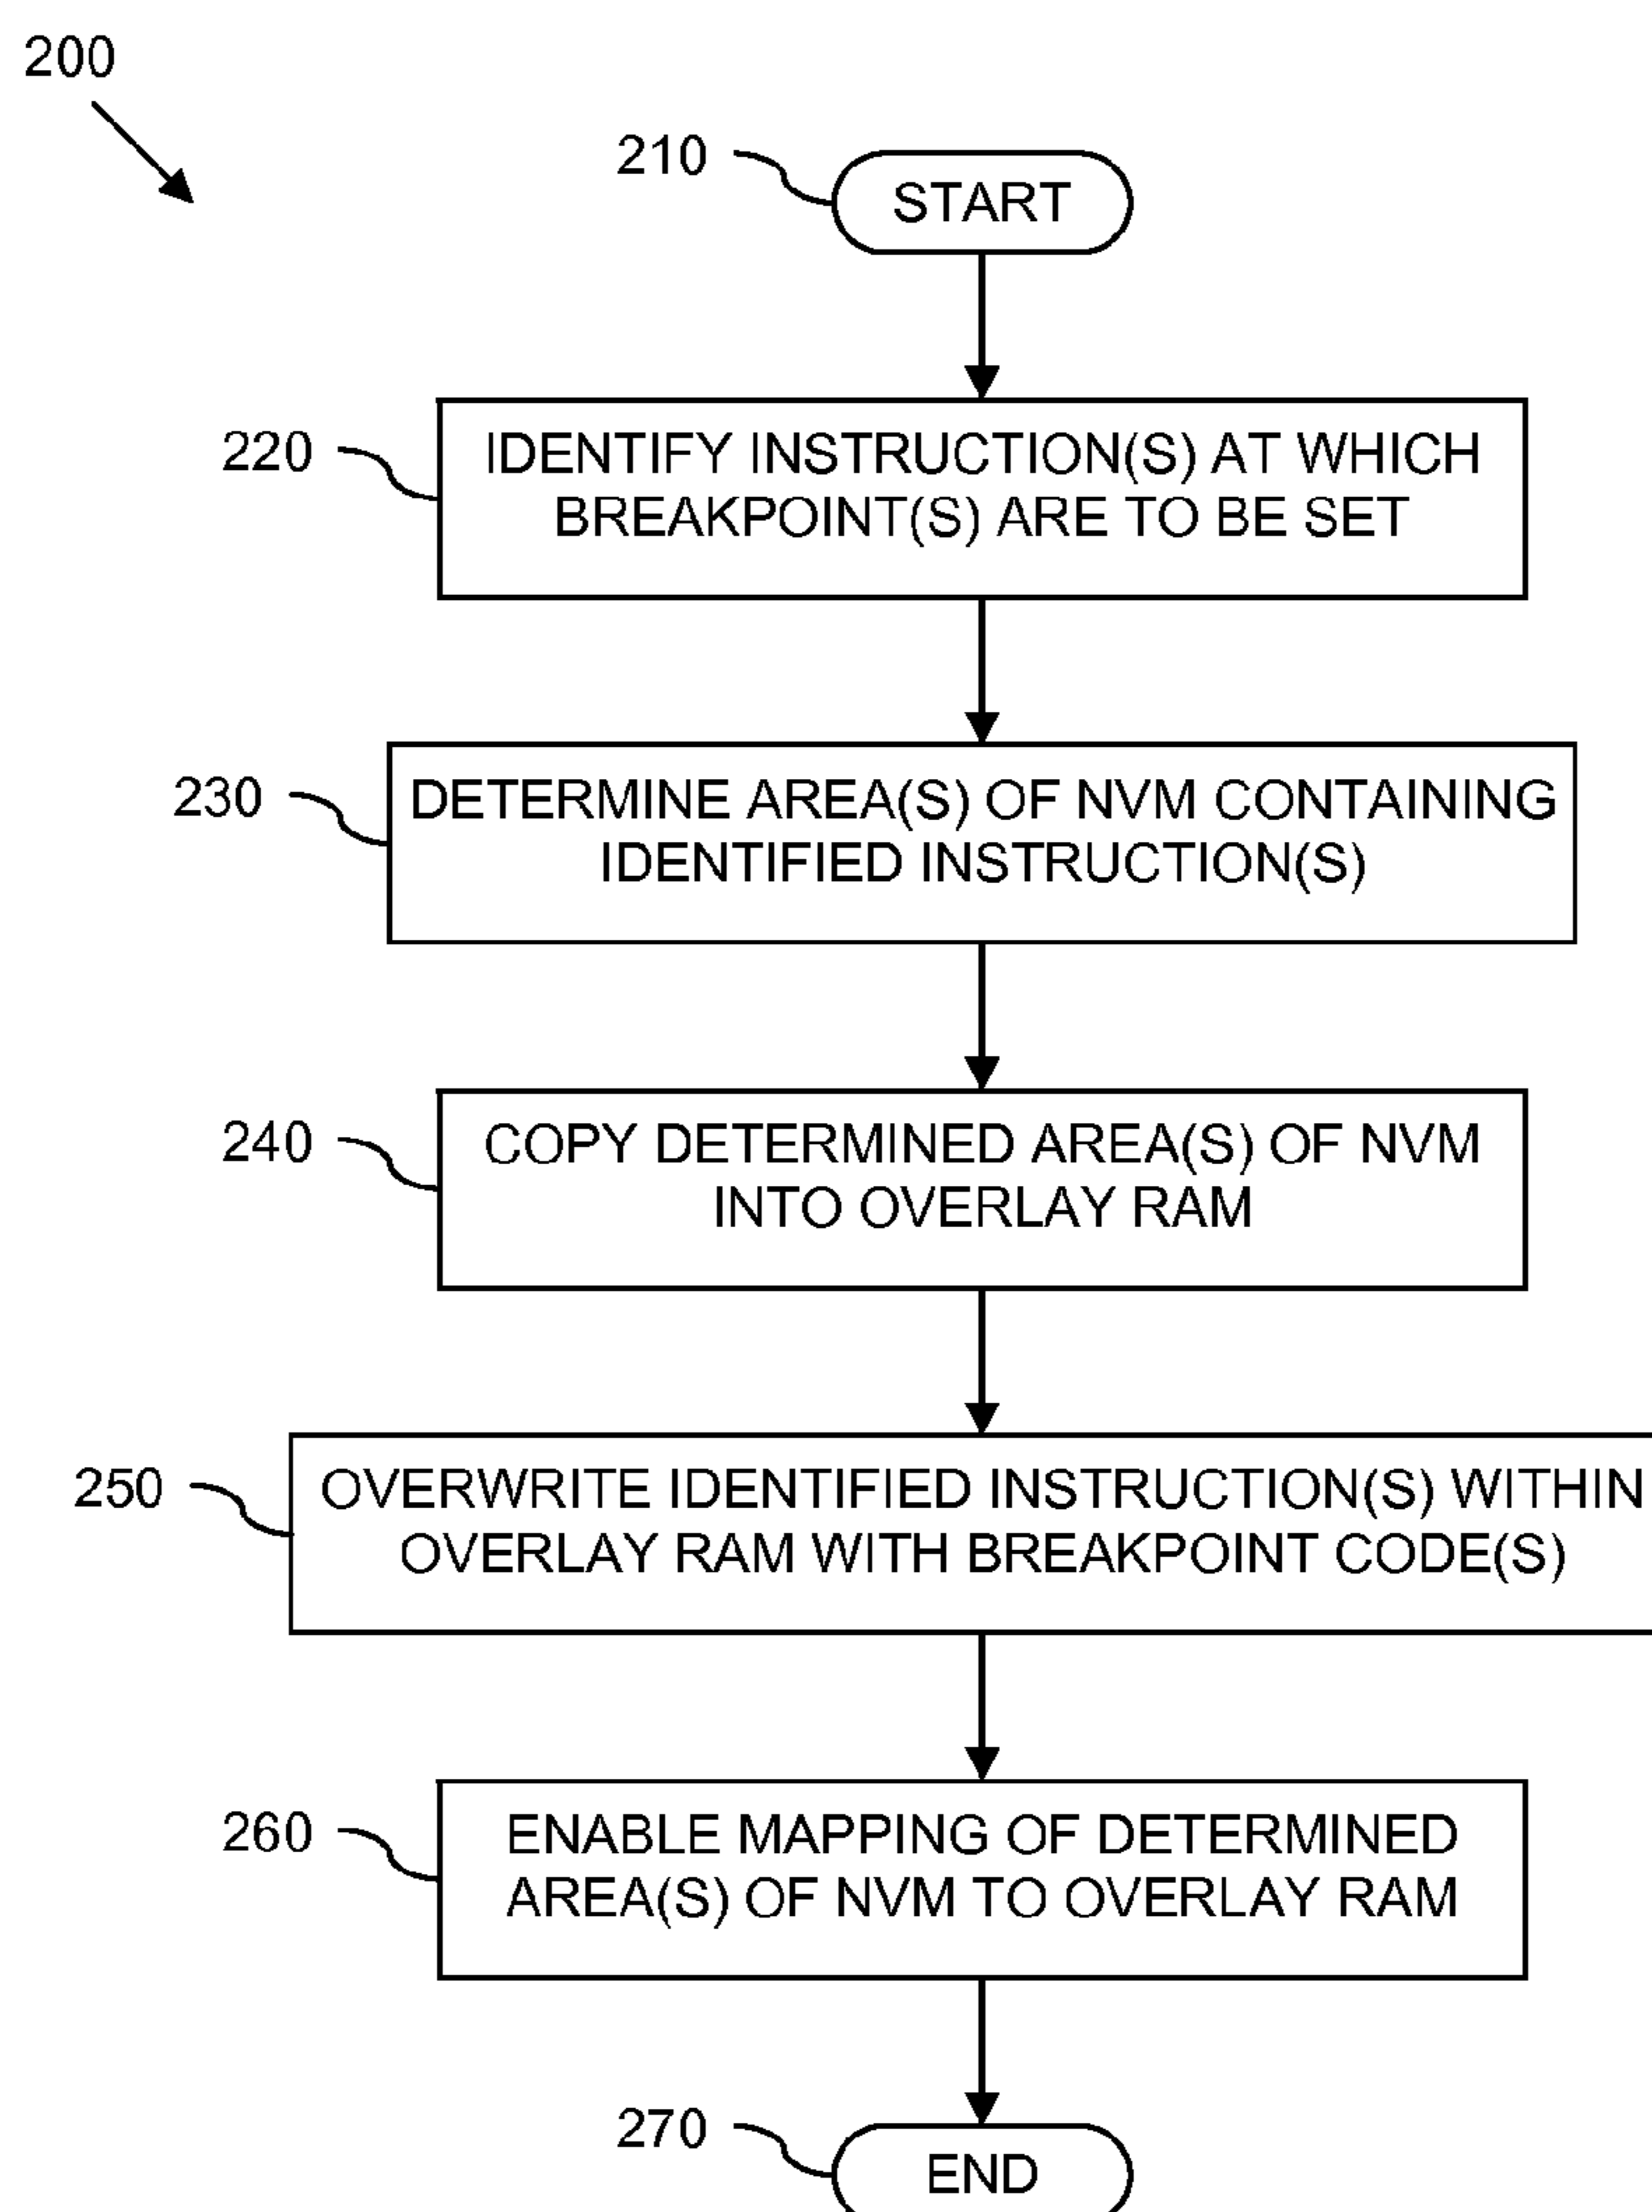 200
210
START
220
IDENTIFY INSTRUCTION(S) AT WHICH
BREAKPOINT(S) ARE TO BE SET
230
DETERMINE AREA(S) OF NVM CONTAINING
IDENTIFIED INSTRUCTION(S)
240
COPY DETERMINED AREA(S) OF NVM
INTO OVERLAY RAM
250
OVERWRITE IDENTIFIED INSTRUCTION(S) WITHIN
OVERLAY RAM WITH BREAKPOINT CODE(S)
260
ENABLE MAPPING OF DETERMINED
AREA(S) OF NVM TO OVERLAY RAM
270
END